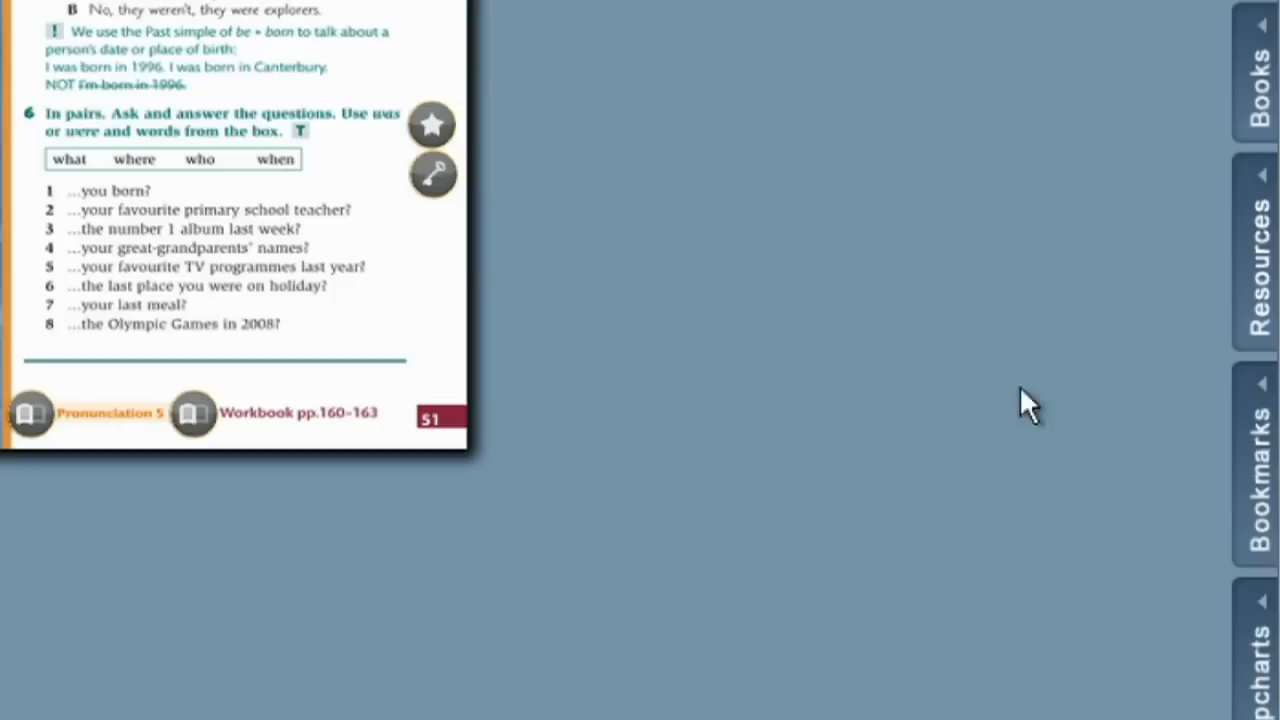 B No, they weren't, they were explorers.
! We use the Past simple of be + born to talk about a
person's date or place of birth:
I was born in 1996. I was born in Canterbury.
NOT I'm born in 1996.
6 In pairs. Ask and answer the questions. Use was
or were and words from the box. T
what where who when
1 ...you born?
2 ...your favourite primary school teacher?
3 ...the number 1 album last week?
4 ...your great-grandparents' names?
5 ...your favourite TV programmes last year?
6 ...the last place you were on holiday?
7 ...your last meal?
8 ...the Olympic Games in 2008?
Pronunciation 5 Workbook pp.160-163 51
Books
Resources
Bookmarks
pcharts